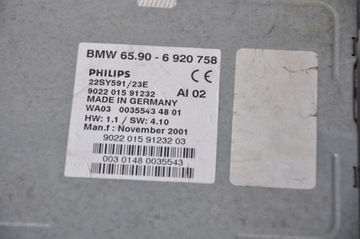 BMW 65.90 - 6 920 758
PHILIPS
CE
22SY591/23E
9022 015 91232 AI 02
MADE IN GERMANY
WA03 0035543 48 01
HW: 1.1 / SW: 4.10
Man.f : November 2001
9022 015 91232 03
003 0148 0035543